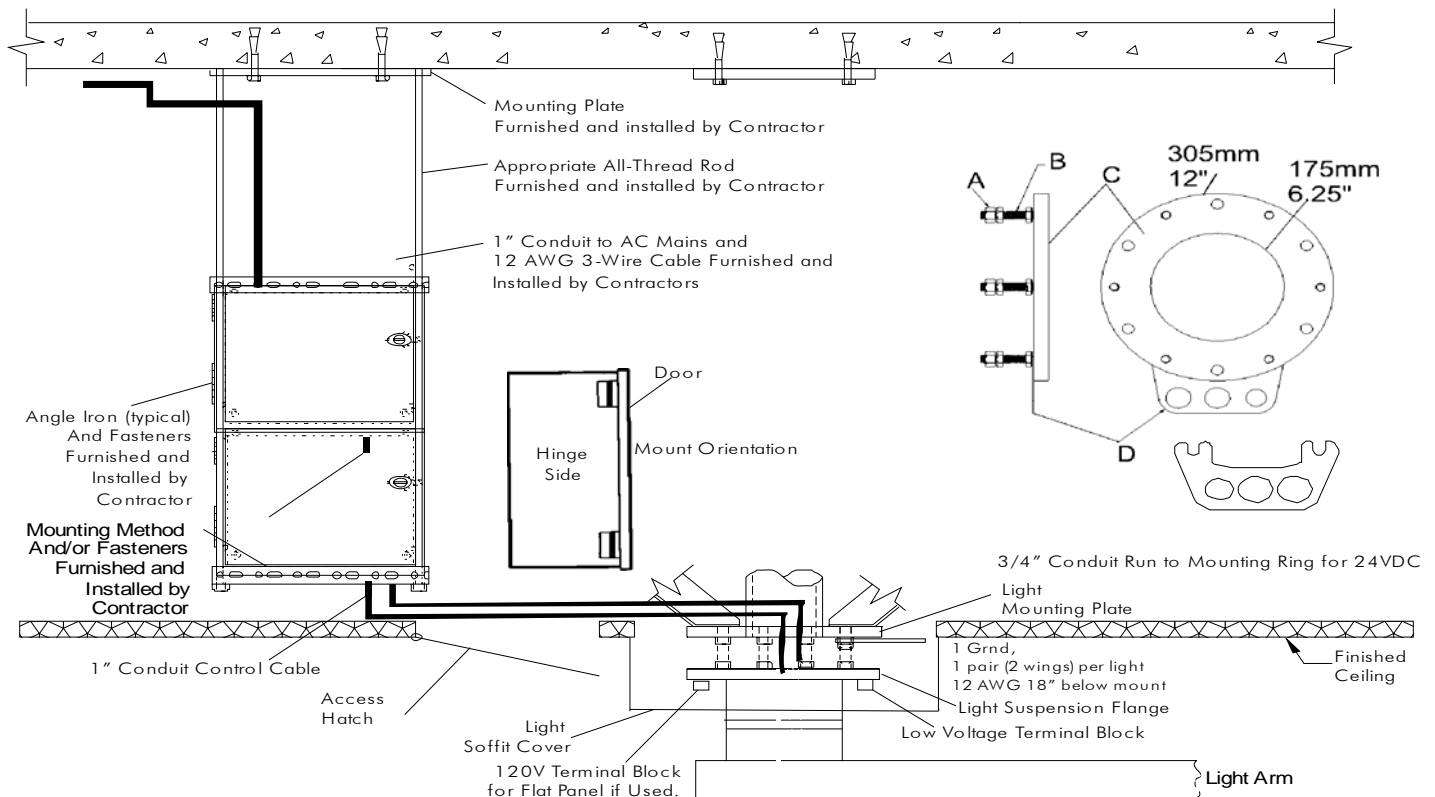 Mounting Plate
Furnished and installed by Contractor
Appropriate All-Thread Rod
Furnished and installed by Contractor
1" Conduit to AC Mains and
12 AWG 3-Wire Cable Furnished and
Installed by Contractors
A
B
C
305mm
12"
175mm
6.25"
D
Angle Iron (typical)
And Fasteners
Furnished and
Installed by
Contractor
Door
Hinge
Side
Mount Orientation
Mounting Method
And/or Fasteners
Furnished and
Installed by
Contractor
3/4" Conduit Run to Mounting Ring for 24VDC
Light
Mounting Plate
1" Conduit Control Cable
1 Grnd,
1 pair (2 wings) per light
12 AWG 18" below mount
Finished
Ceiling
Access
Hatch
Light Suspension Flange
Light
Soffit Cover
Low Voltage Terminal Block
120V Terminal Block
for Flat Panel if Used.
Light Arm